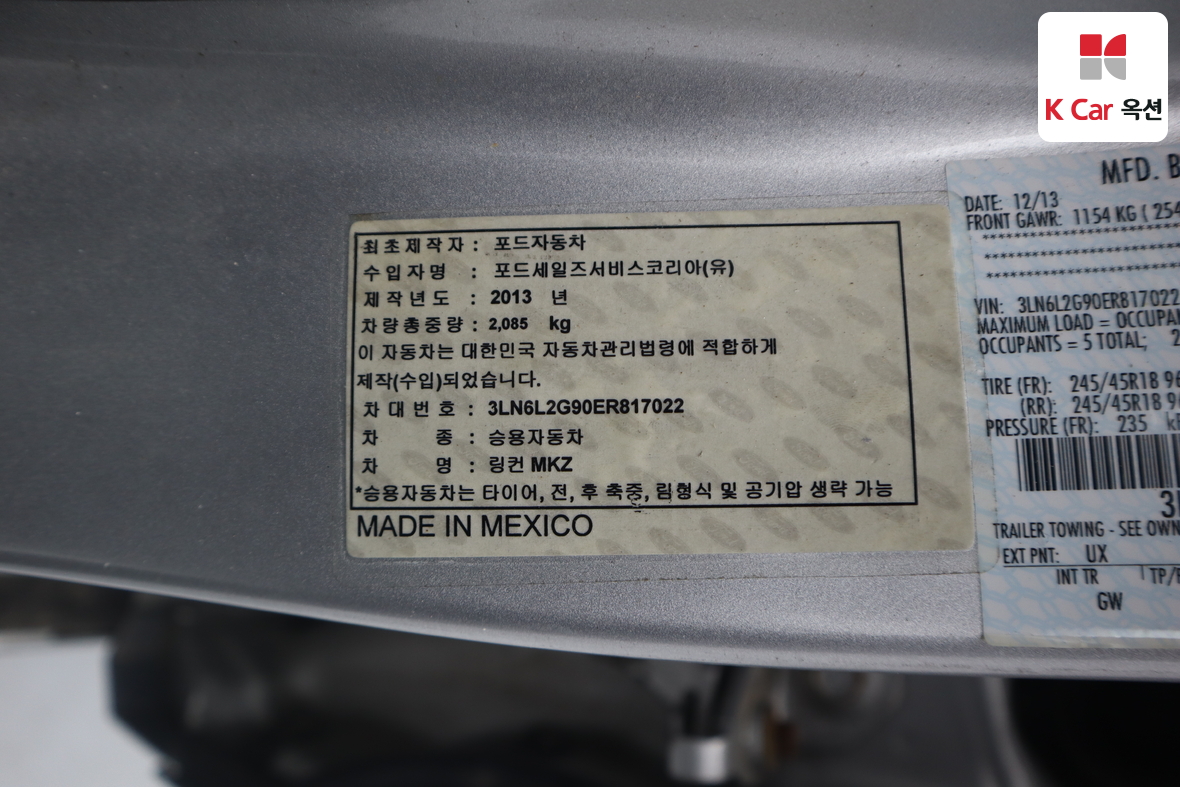 K Car 옥션
최초제작자 : 포드자동차
수입자명 : 포드세일즈서비스코리아(유)
제작년도 : 2013 년
차량총중량 : 2,085 kg
이 자동차는 대한민국 자동차관리법령에 적합하게
제작(수입)되었습니다.
차대번호 : 3LN6L2G90ER817022
차 종 : 승용자동차
차 명 : 링컨 MKZ
*승용자동차는 타이어, 전, 후 축중, 림형식 및 공기압 생략 가능
MADE IN MEXICO
MFD. B
DATE: 12/13
FRONT GAWR: 1154 KG ( 254
*********************
*********************
*********************
VIN: 3LN6L2G90ER817022
MAXIMUM LOAD = OCCUPAN
OCCUPANTS = 5 TOTAL; 2
TIRE (FR): 245/45R18 96
(RR): 245/45R18 96
PRESSURE (FR): 235 kP
3L
TRAILER TOWING - SEE OWN
EXT PNT: UX
INT TR TP/
GW